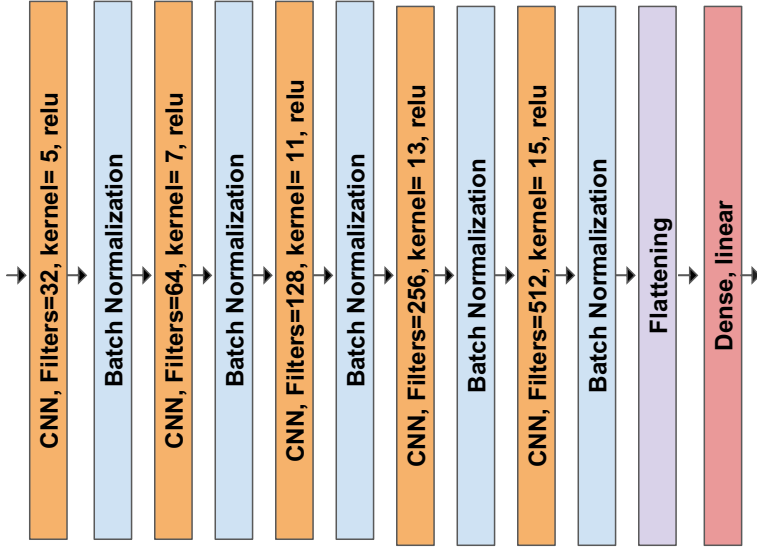 CNN, Filters=32, kernel= 5, relu
Batch Normalization
CNN, Filters=64, kernel= 7, relu
Batch Normalization
CNN, Filters=128, kernel= 11, relu
Batch Normalization
CNN, Filters=256, kernel= 13, relu
Batch Normalization
CNN, Filters=512, kernel= 15, relu
Batch Normalization
Flattening
Dense, linear